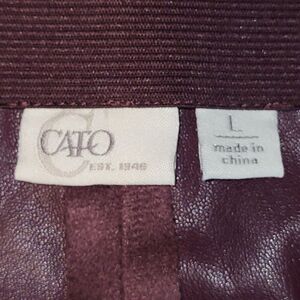 CATO
EST. 1946
L
made in
china